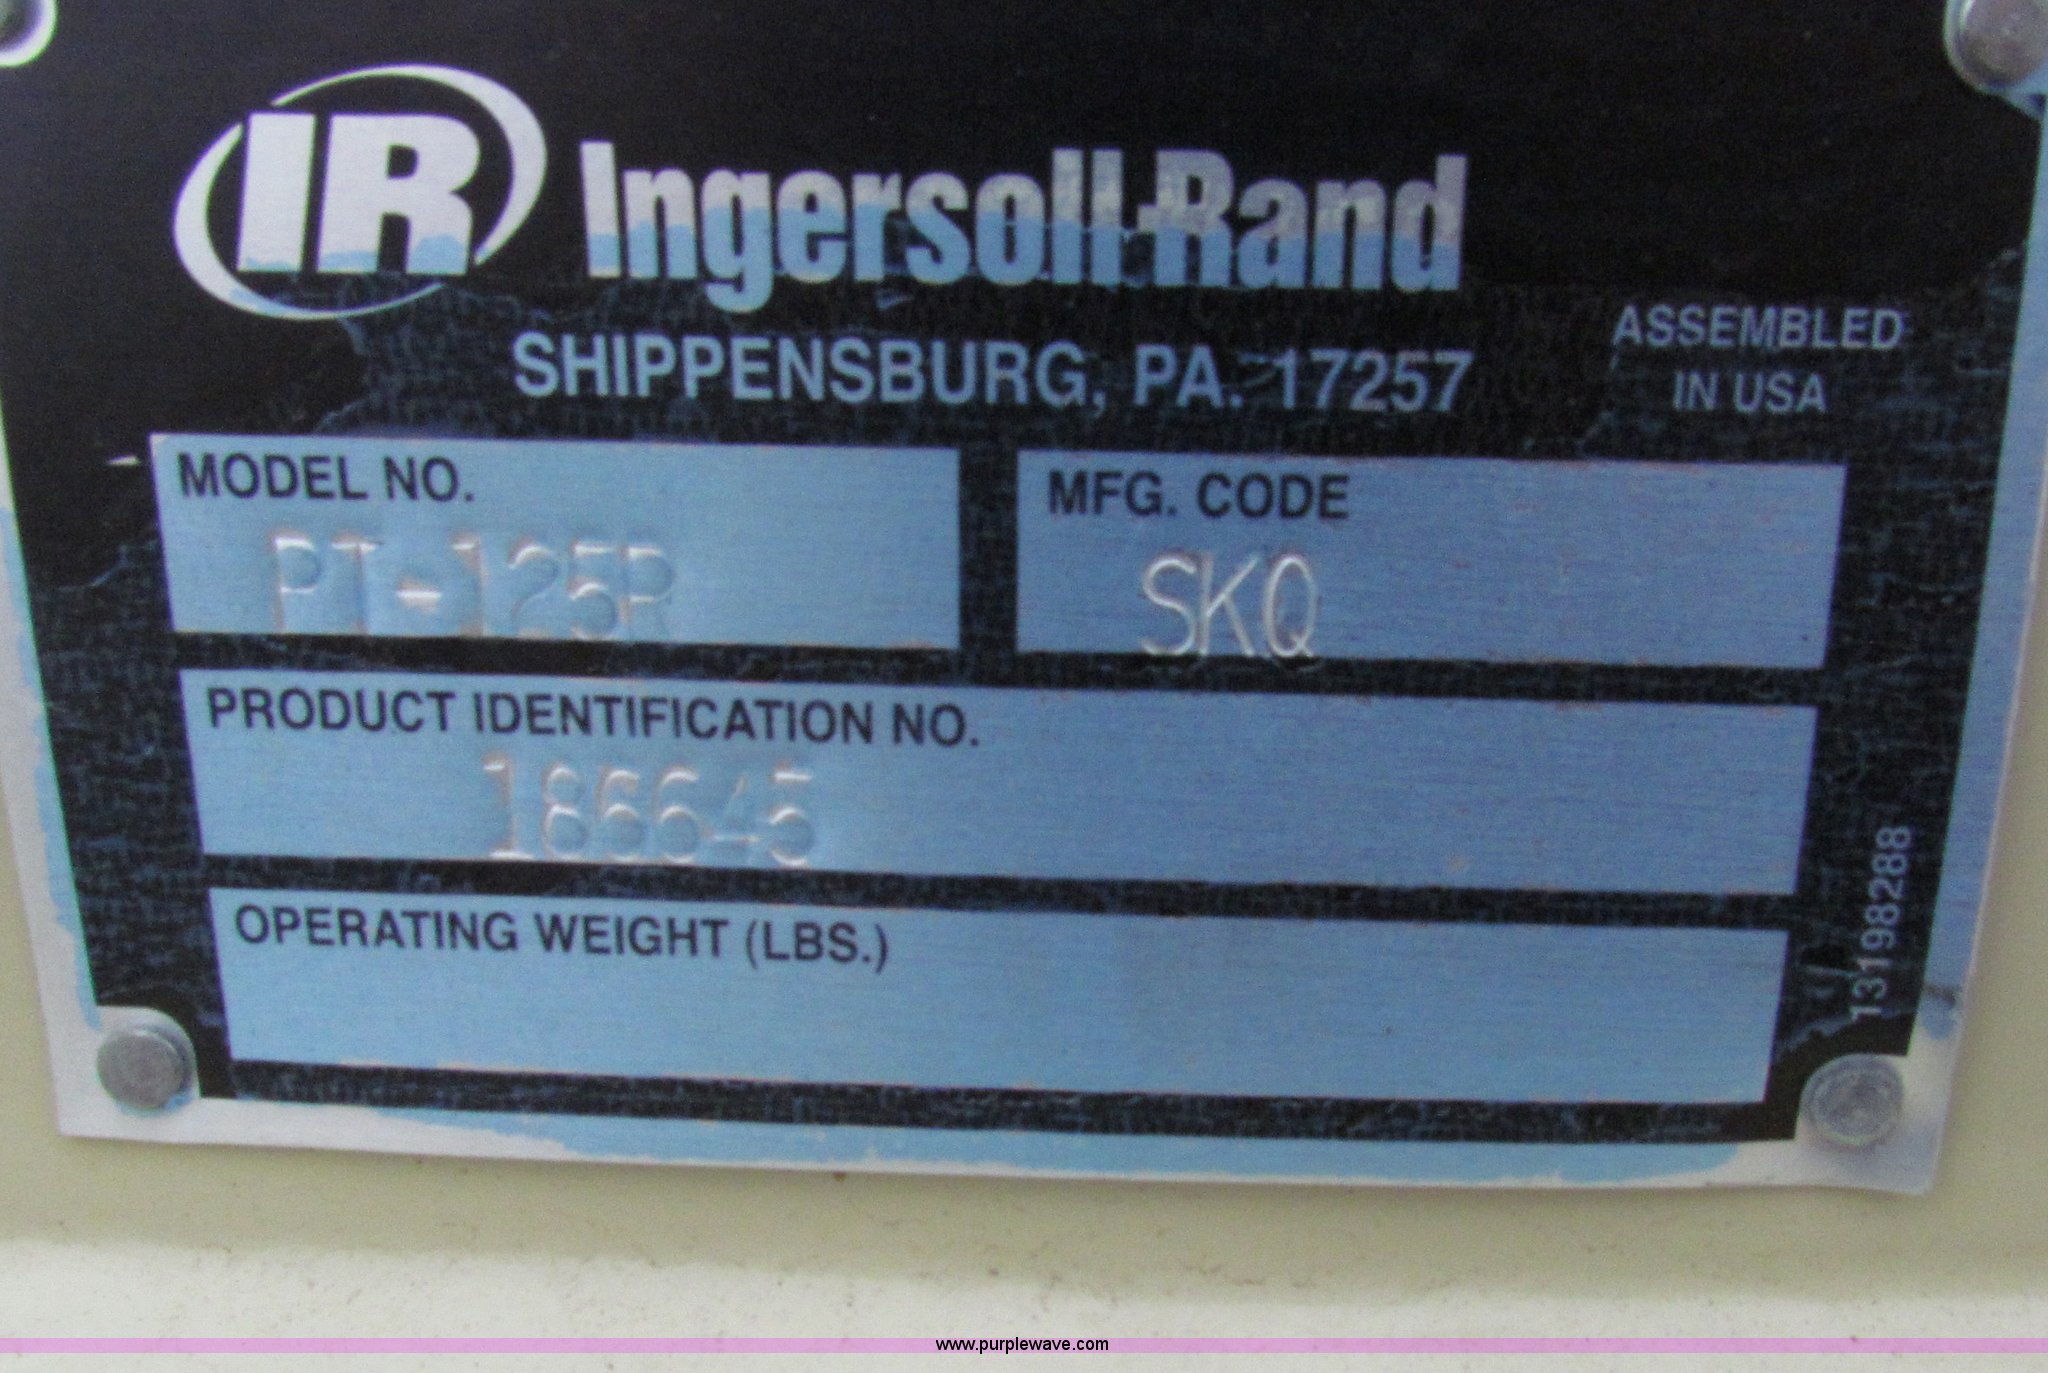 IR Ingersoll-Rand
SHIPPENSBURG, PA. 17257
ASSEMBLED
IN USA
MODEL NO.
PT-125R
MFG. CODE
SKQ
PRODUCT IDENTIFICATION NO.
186645
OPERATING WEIGHT (LBS.)
13198288
www.purplewave.com